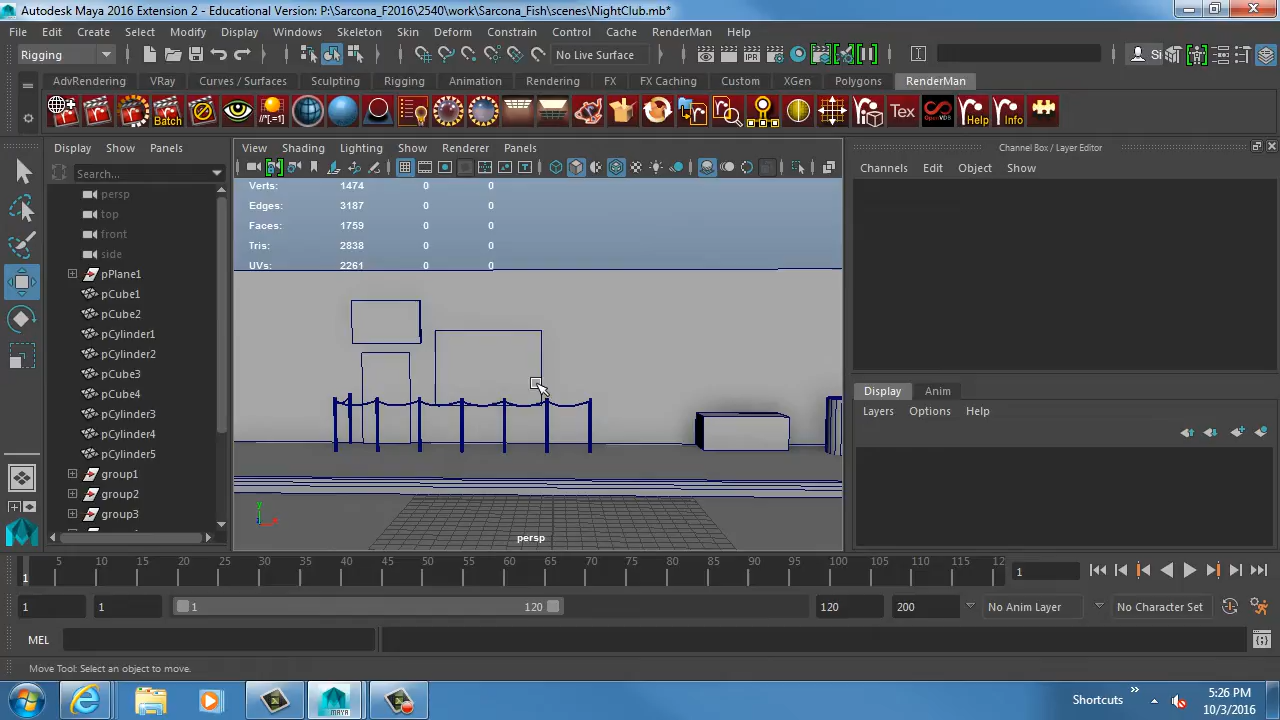 Autodesk Maya 2016 Extension 2 - Educational Version: P:\Sarcona_F2016\2540\work\Sarcona_Fish\scenes\NightClub.mb*
File Edit Create Select Modify Display Windows Skeleton Skin Deform Constrain Control Cache RenderMan Help
Rigging No Live Surface Si
AdvRendering VRay Curves / Surfaces Sculpting Rigging Animation Rendering FX FX Caching Custom XGen Polygons RenderMan
Batch //*[~=] Tex OpenVDB Help Info
Display Show Panels View Shading Lighting Show Renderer Panels Channel Box / Layer Editor
Search... Channels Edit Object Show
persp
top
front
side
pPlane1
pCube1
pCube2
pCylinder1
pCylinder2
pCube3
pCube4
pCylinder3
pCylinder4
pCylinder5
group1
group2
group3
Verts: 1474 0 0
Edges: 3187 0 0
Faces: 1759 0 0
Tris: 2838 0 0
UVs: 2261 0 0
y
persp
Display Anim
Layers Options Help
1 5 10 15 20 25 30 35 40 45 50 55 60 65 70 75 80 85 90 95 100 105 110 115 12 1
1 1 1 120 120 200 No Anim Layer No Character Set
MEL
Move Tool: Select an object to move.
MAYA Shortcuts 5:26 PM
10/3/2016